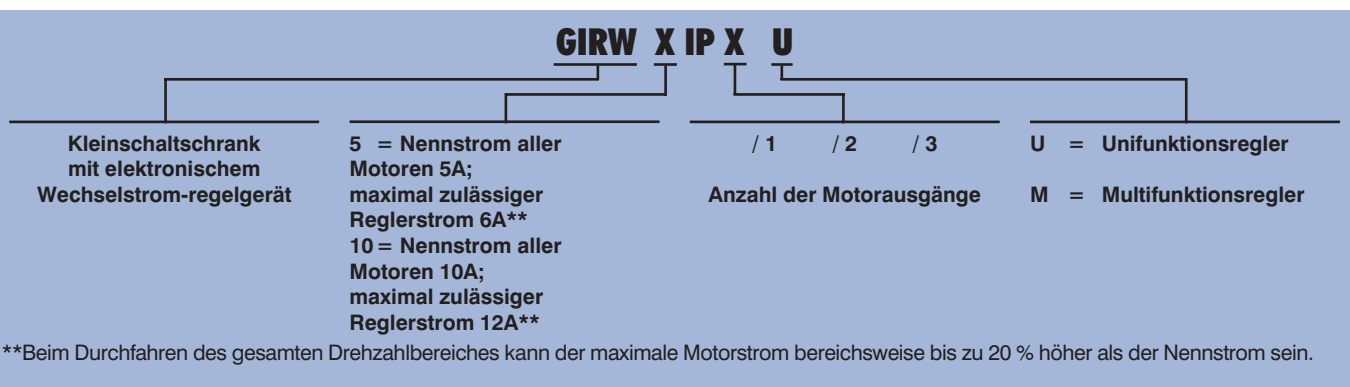 GIRW X IP X U
Kleinschaltschrank
mit elektronischem
Wechselstrom-regelgerät
5 = Nennstrom aller
Motoren 5A;
maximal zulässiger
Reglerstrom 6A**
10 = Nennstrom aller
Motoren 10A;
maximal zulässiger
Reglerstrom 12A**
/ 1 / 2 / 3
Anzahl der Motorausgänge
U = Unifunktionsregler
M = Multifunktionsregler
**Beim Durchfahren des gesamten Drehzahlbereiches kann der maximale Motorstrom bereichsweise bis zu 20 % höher als der Nennstrom sein.